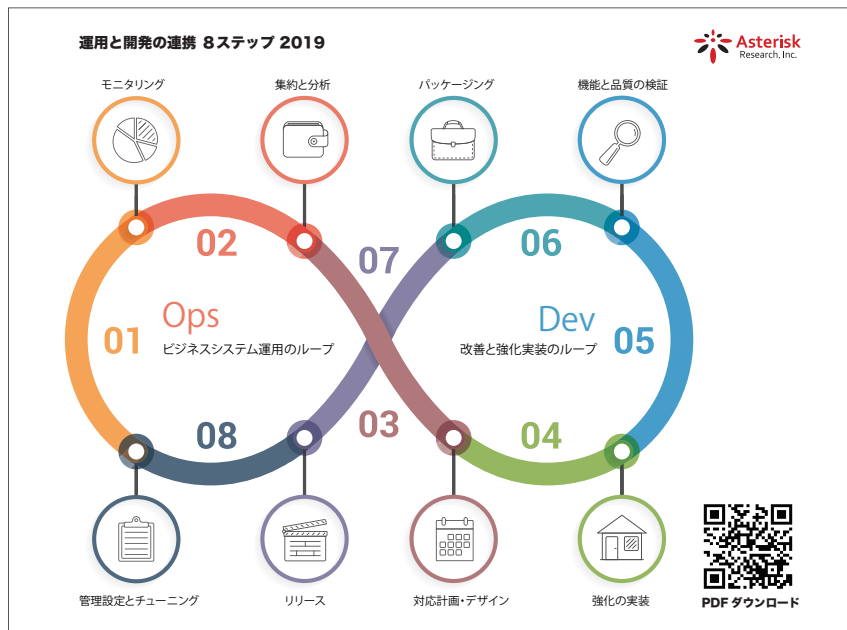 運用と開発の連携 8ステップ 2019
Asterisk
Research, Inc.
モニタリング
集約と分析
パッケージング
機能と品質の検証
02
07
06
01
Ops
ビジネスシステム運用のループ
Dev
改善と強化実装のループ
05
08
03
04
管理設定とチューニング
リリース
対応計画・デザイン
強化の実装
PDF ダウンロード